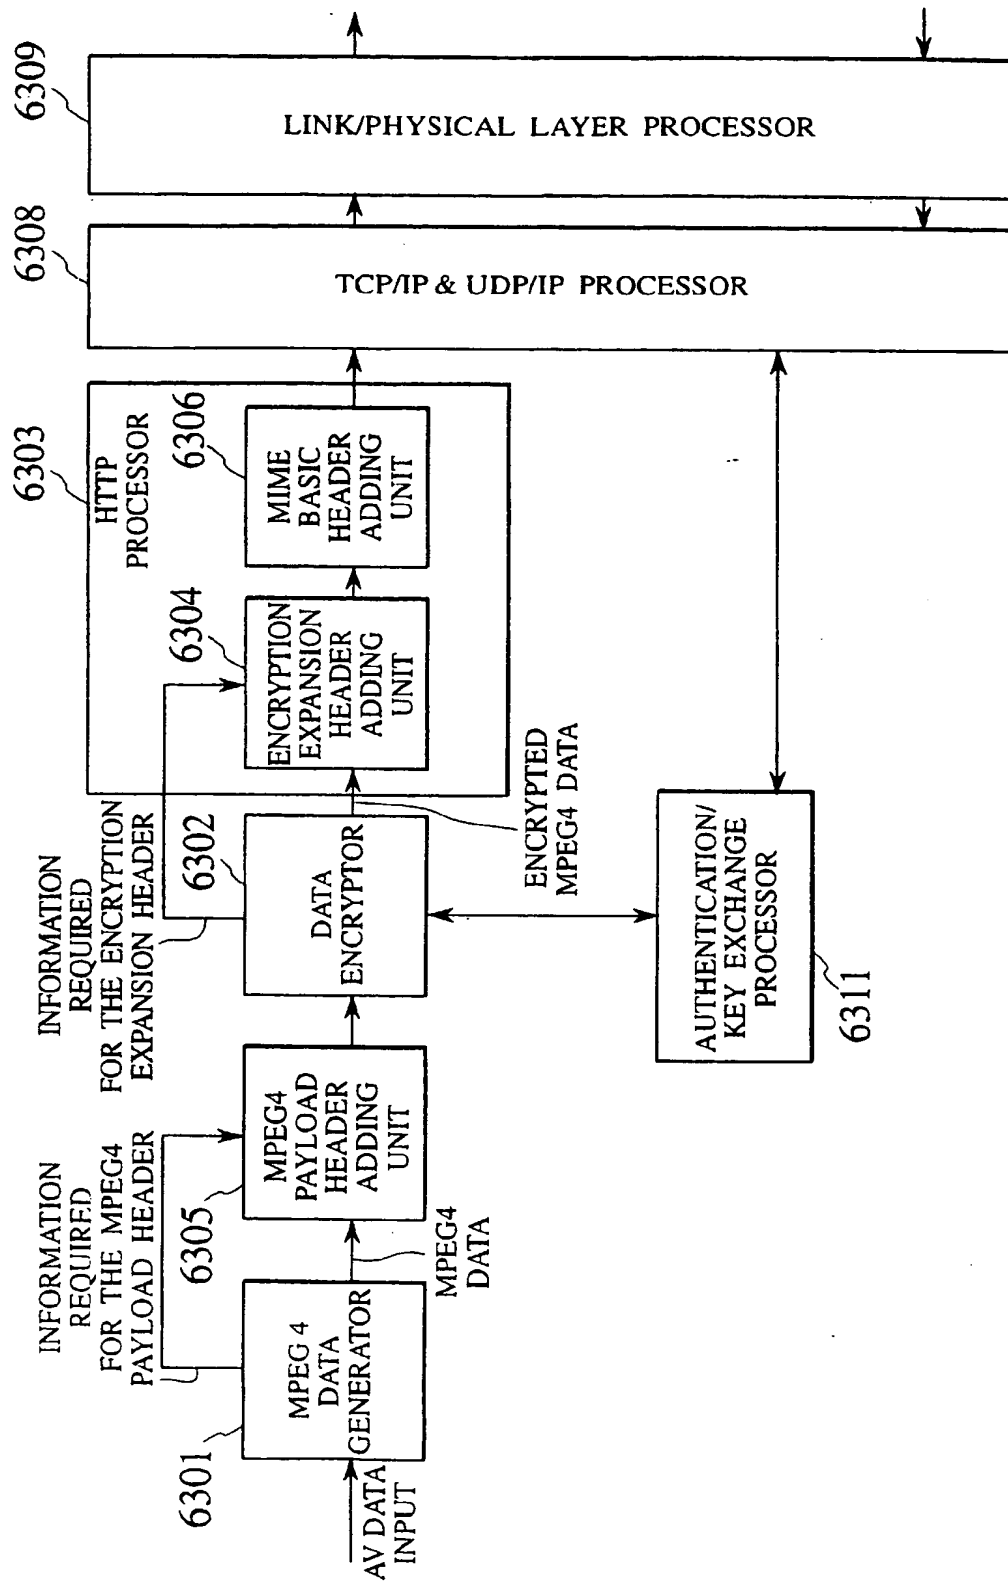 AV DATA
INPUT
6301
MPEG 4
DATA
GENERATOR
INFORMATION
REQUIRED
FOR THE MPEG4
PAYLOAD HEADER
MPEG4
DATA
6305
MPEG4
PAYLOAD
HEADER
ADDING
UNIT
INFORMATION
REQUIRED
FOR THE ENCRYPTION
EXPANSION HEADER
6302
DATA
ENCRYPTOR
ENCRYPTED
MPEG4 DATA
6303
HTTP
PROCESSOR
6304
ENCRYPTION
EXPANSION
HEADER
ADDING
UNIT
6306
MIME
BASIC
HEADER
ADDING
UNIT
6308
TCP/IP & UDP/IP PROCESSOR
6309
LINK/PHYSICAL LAYER PROCESSOR
AUTHENTICATION/
KEY EXCHANGE
PROCESSOR
6311